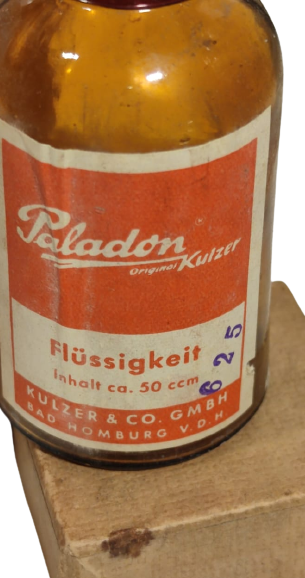 Paladon
Original Kulzer
Flüssigkeit
Inhalt ca. 50 ccm
625
KULZER & CO. GMBH
BAD HOMBURG V.D.H.